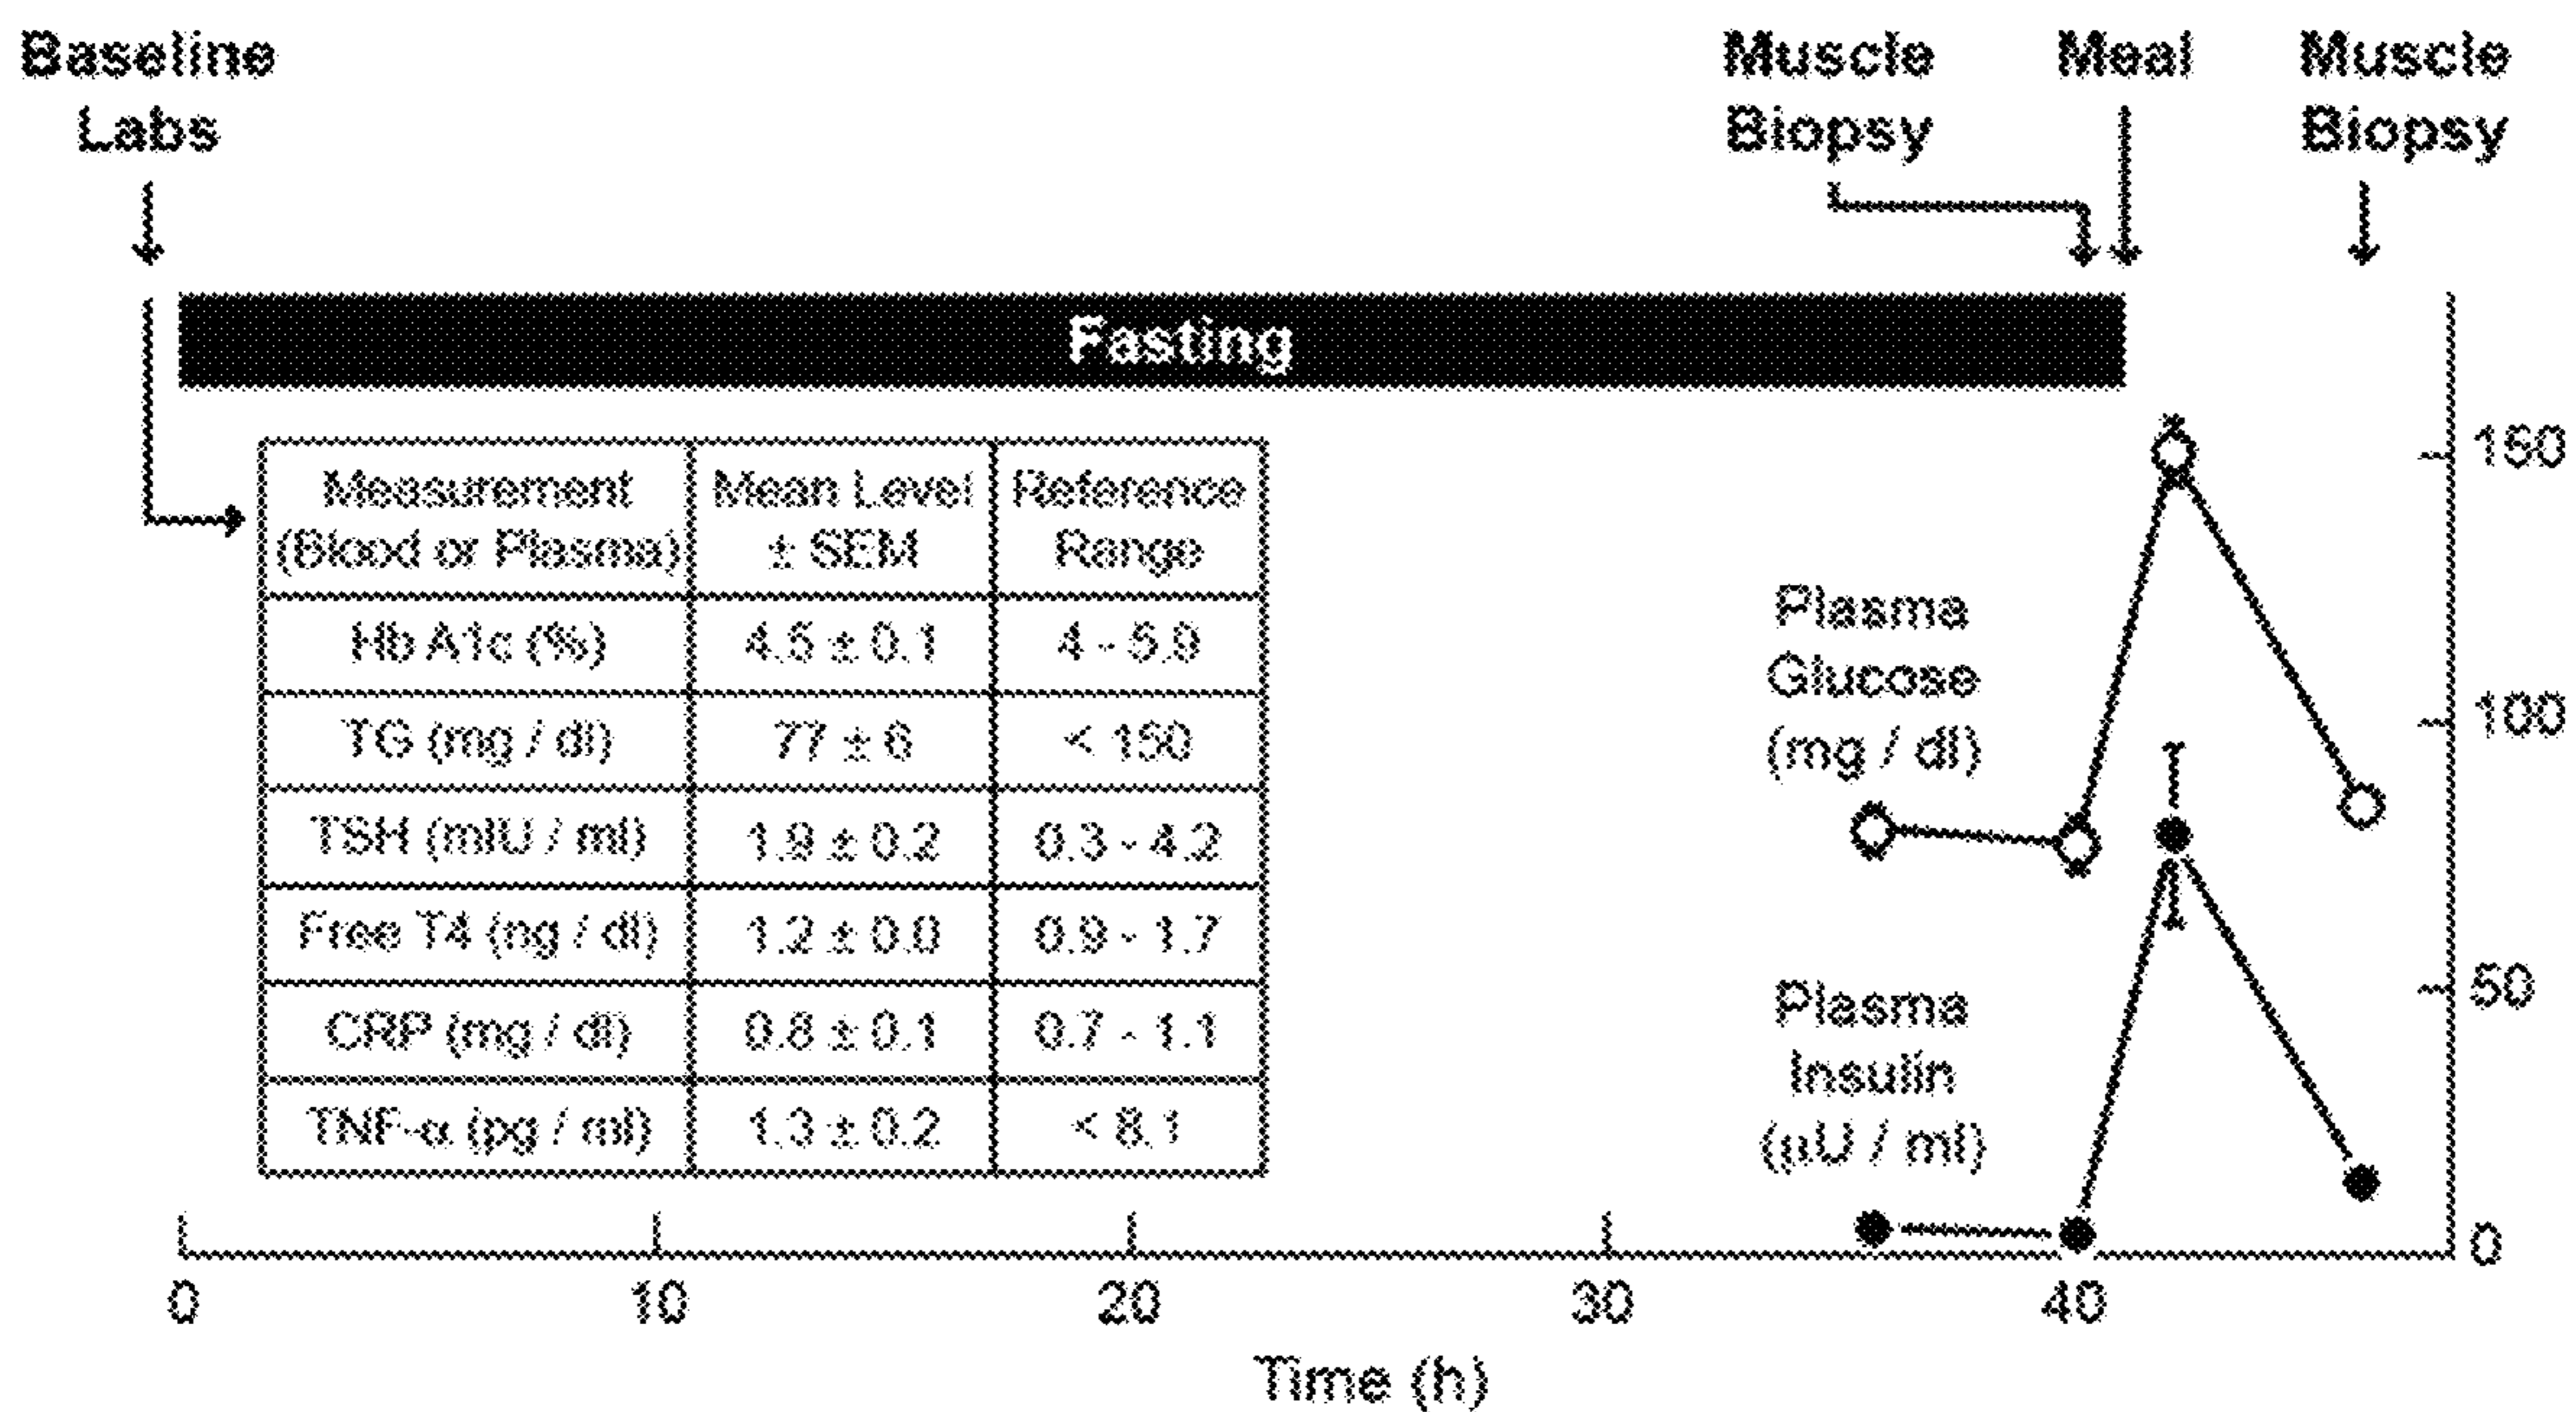 Baseline
Labs
Muscle
Biopsy
Meal
Muscle
Biopsy
Fasting
Measurement
(Blood or Plasma)
Mean Level
± SEM
Reference
Range
Hb A1c (%)
4.5 ± 0.1
4 - 5.9
TG (mg / dl)
77 ± 6
< 150
TSH (mIU / ml)
1.9 ± 0.2
0.3 - 4.2
Free T4 (ng / dl)
1.2 ± 0.0
0.9 - 1.7
CRP (mg / dl)
0.8 ± 0.1
0.7 - 1.1
TNF-α (pg / ml)
1.3 ± 0.2
< 8.1
Plasma
Glucose
(mg / dl)
Plasma
Insulin
(μU / ml)
150
100
50
0
0
10
20
30
40
Time (h)